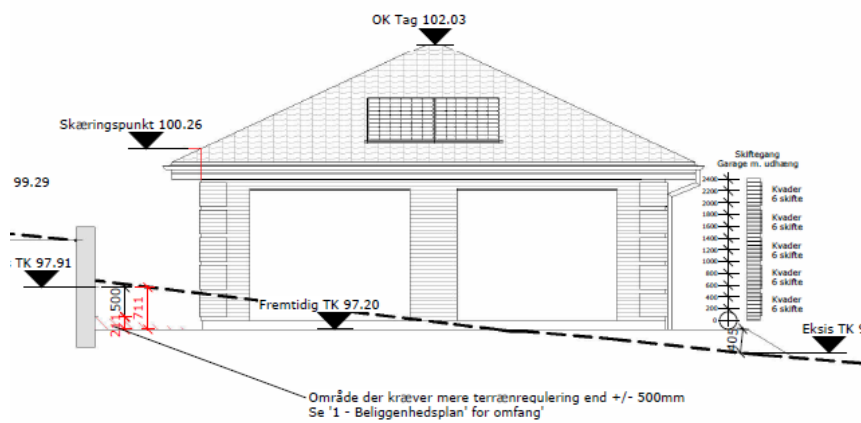 OK Tag 102.03
Skæringspunkt 100.26
Skiftegang
Garage m. udhæng
99.29
2400
2200
2000
1800
1600
1400
1200
1000
800
600
400
200
0
Kvader
6 skifte
Kvader
6 skifte
Kvader
6 skifte
Kvader
6 skifte
Kvader
6 skifte
s TK 97.91
500
711
211
Fremtidig TK 97.20
405
Eksis TK 9
Område der kræver mere terrænregulering end +/- 500mm
Se '1 - Beliggenhedsplan' for omfang'